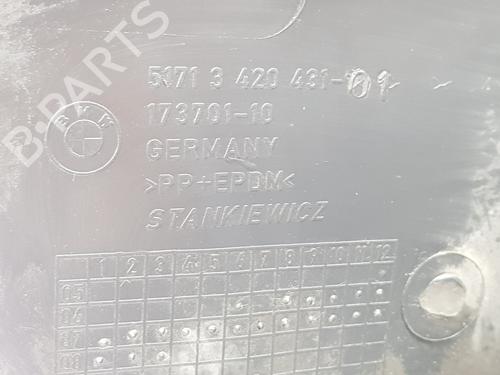 5171 3 420 431-01
173701-10
GERMANY
>PP+EPDM<
STANKIEWICZ
BMW
B-PARTS
1 2 3 4 5 6 7 8 9 10 11 12
05
06
07
08